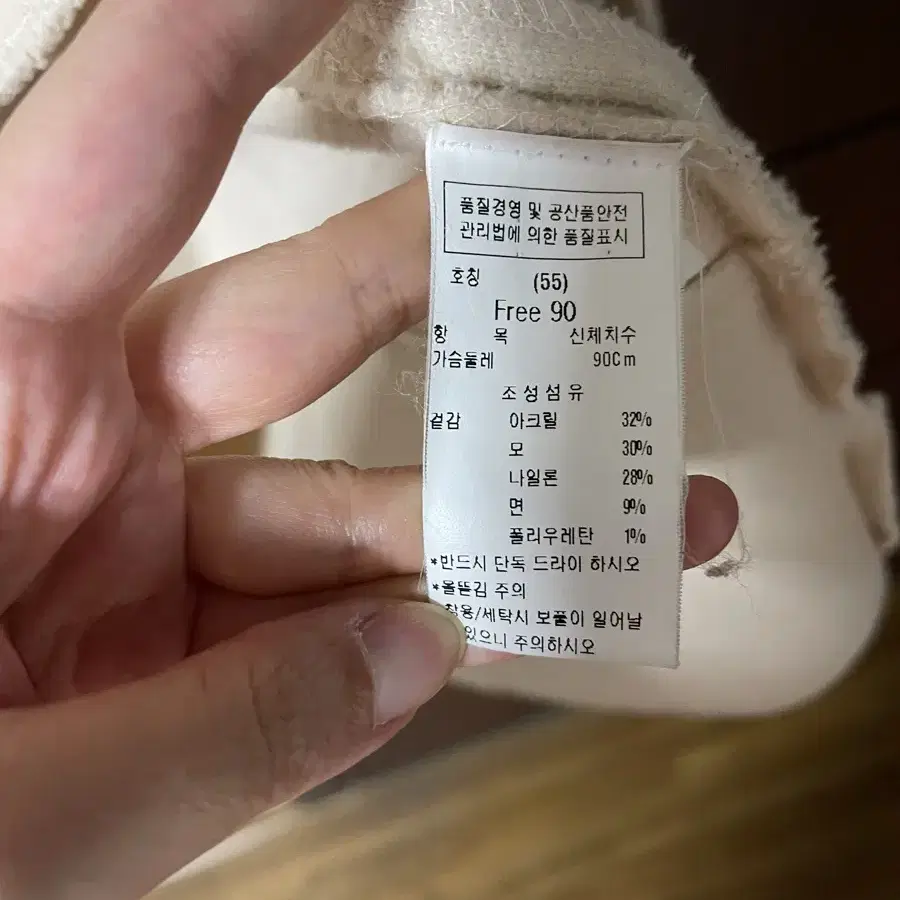 품질경영 및 공산품안전
관리법에 의한 품질표시
호칭 (55)
Free 90
항 목 신체치수
가슴둘레 90Cm
조성섬유
겉감 아크릴 32%
모 30%
나일론 28%
면 9%
폴리우레탄 1%
*반드시 단독 드라이 하시오
*올뜯김 주의
착용/세탁시 보풀이 일어날
있으니 주의하시오